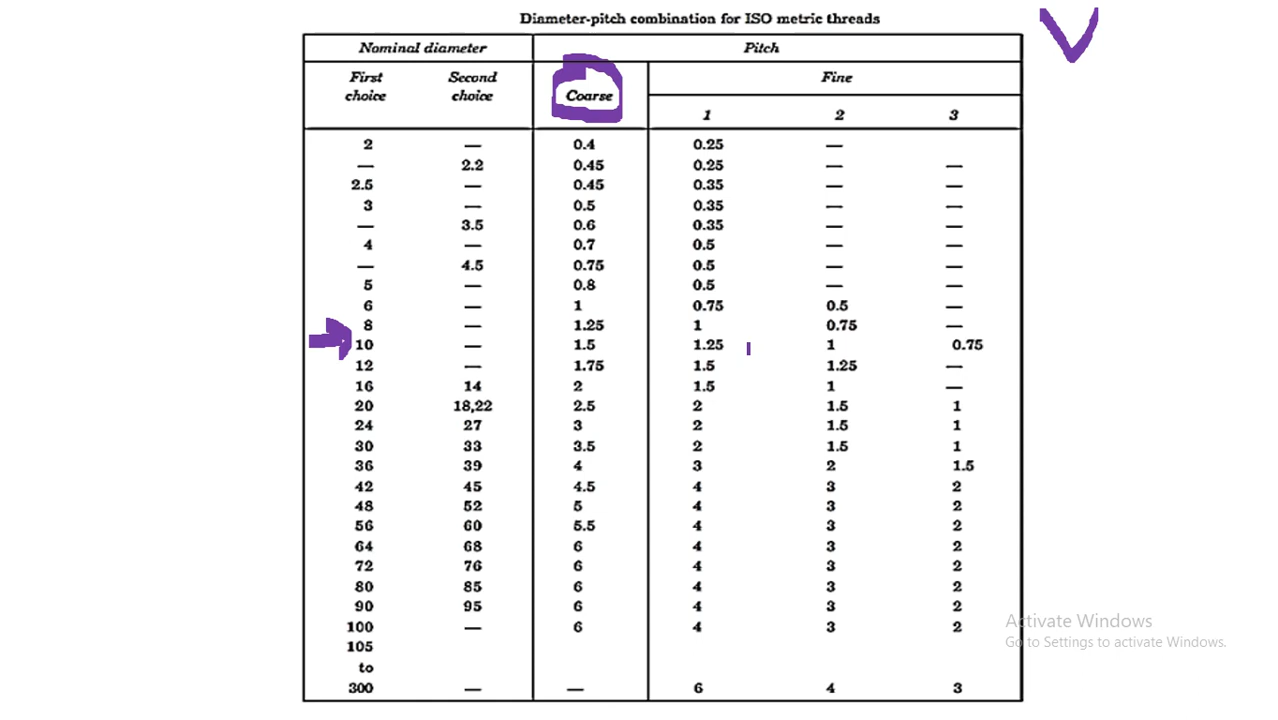 Diameter-pitch combination for ISO metric threads
Nominal diameter Pitch
First choice Second choice Coarse Fine
1 2 3
2 — 0.4 0.25 —
— 2.2 0.45 0.25 — —
2.5 — 0.45 0.35 — —
3 — 0.5 0.35 — —
— 3.5 0.6 0.35 — —
4 — 0.7 0.5 — —
— 4.5 0.75 0.5 — —
5 — 0.8 0.5 — —
6 — 1 0.75 0.5 —
8 — 1.25 1 0.75 —
10 — 1.5 1.25 1 0.75
12 — 1.75 1.5 1.25 —
16 14 2 1.5 1 —
20 18,22 2.5 2 1.5 1
24 27 3 2 1.5 1
30 33 3.5 2 1.5 1
36 39 4 3 2 1.5
42 45 4.5 4 3 2
48 52 5 4 3 2
56 60 5.5 4 3 2
64 68 6 4 3 2
72 76 6 4 3 2
80 85 6 4 3 2
90 95 6 4 3 2
100 — 6 4 3 2
105
to
300 — — 6 4 3
Activate Windows
Go to Settings to activate Windows.